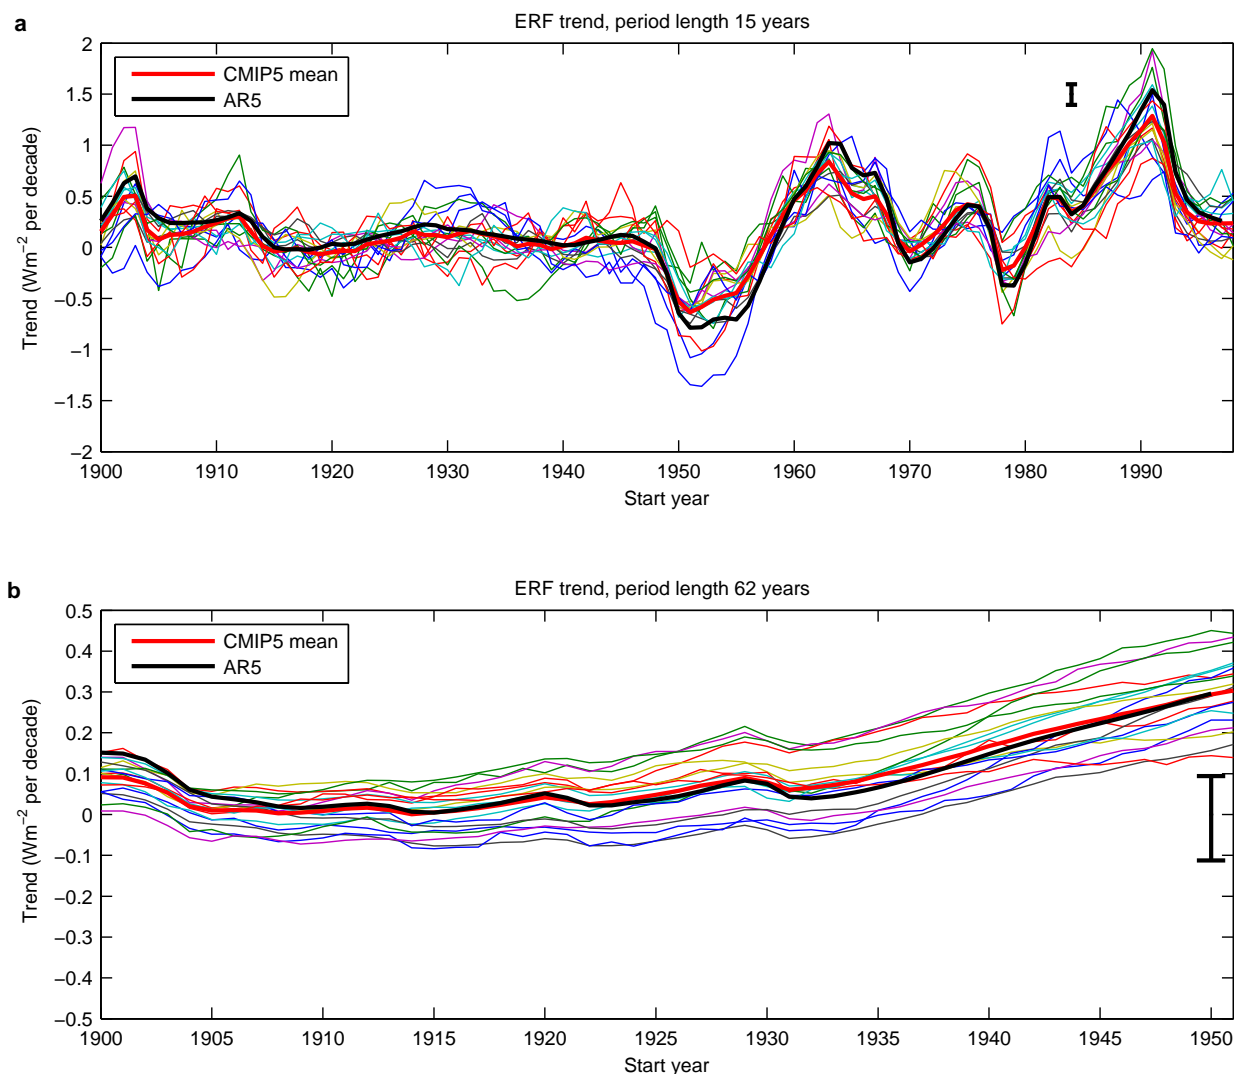 a
ERF trend, period length 15 years
CMIP5 mean
AR5
Trend (Wm⁻² per decade)
2
1.5
1
0.5
0
−0.5
−1
−1.5
−2
1900 1910 1920 1930 1940 1950 1960 1970 1980 1990
Start year
b
ERF trend, period length 62 years
CMIP5 mean
AR5
Trend (Wm⁻² per decade)
0.5
0.4
0.3
0.2
0.1
0
−0.1
−0.2
−0.3
−0.4
−0.5
1900 1905 1910 1915 1920 1925 1930 1935 1940 1945 1950
Start year